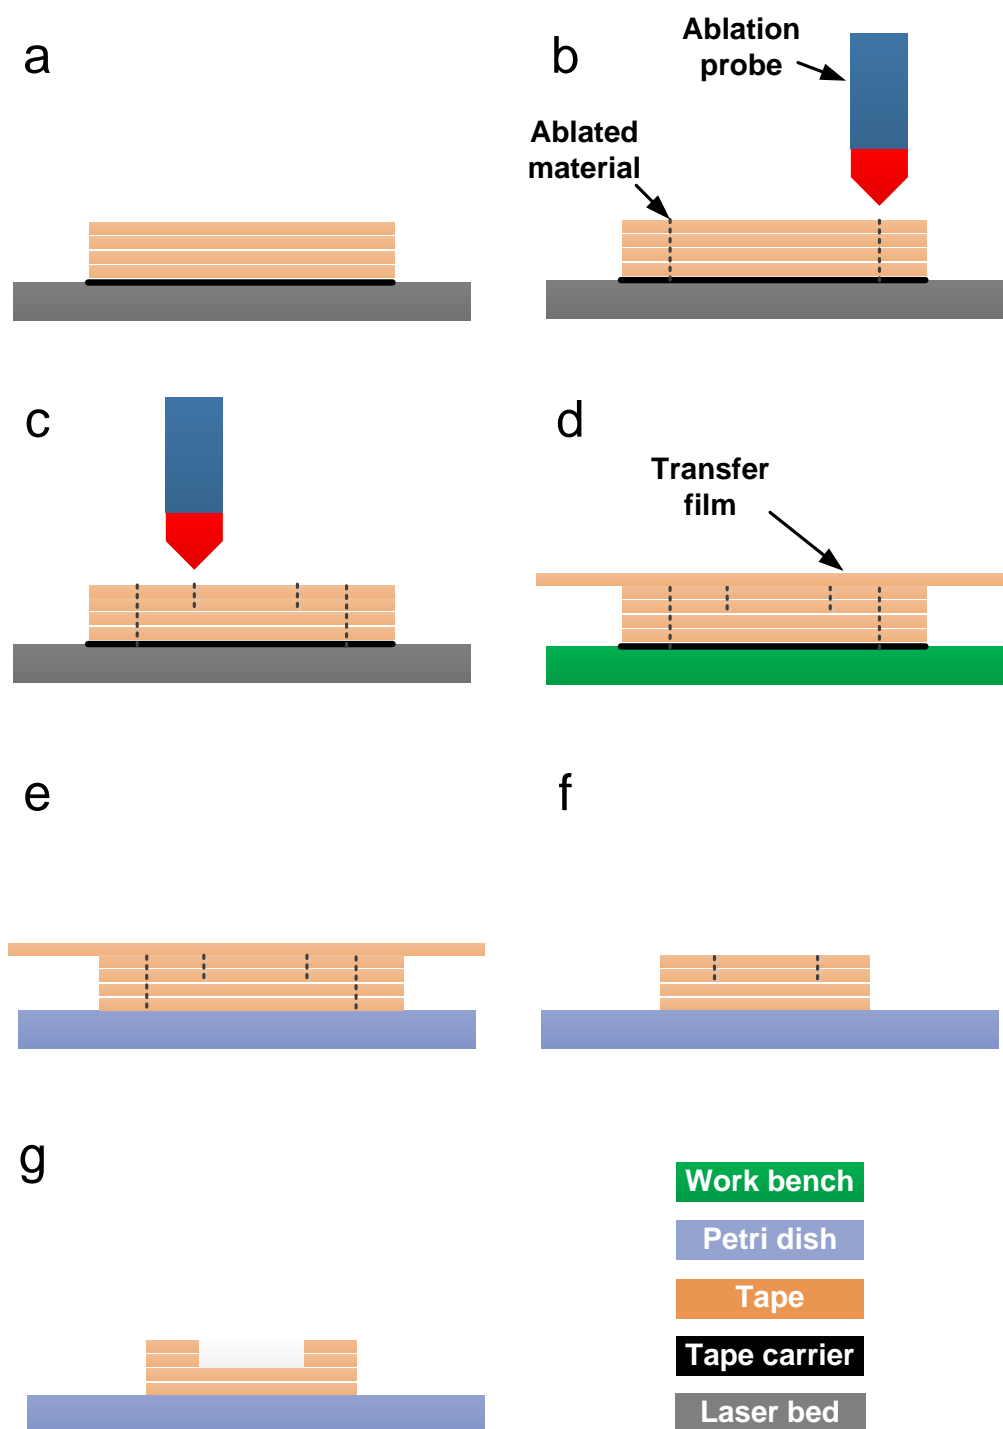 a
b
Ablation
probe
Ablated
material
c
d
Transfer
film
e
f
g
Work bench
Petri dish
Tape
Tape carrier
Laser bed